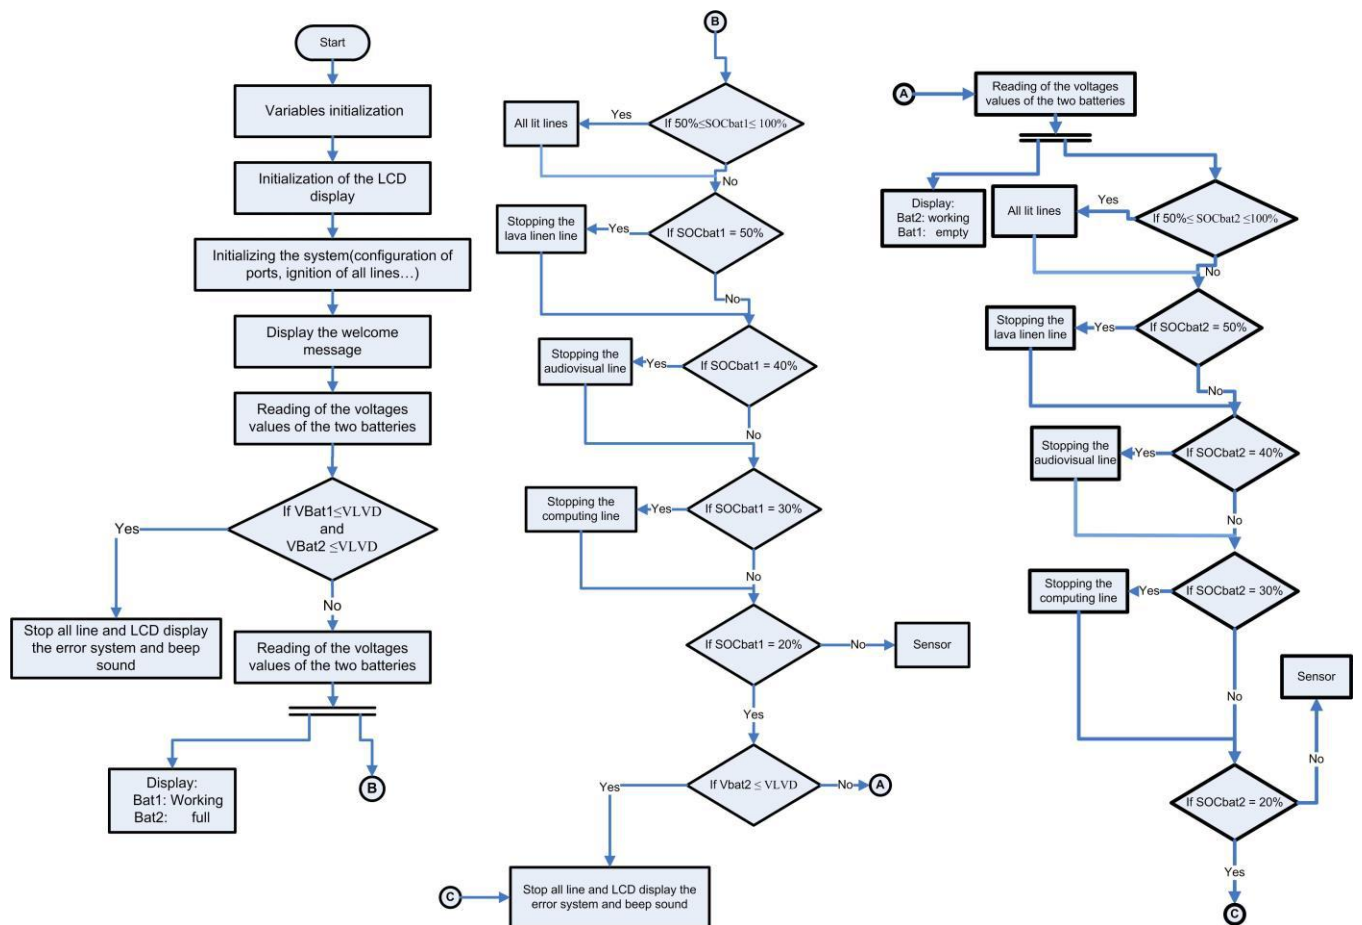 Start
Variables initialization
Initialization of the LCD
display
Initializing the system(configuration of
ports, ignition of all lines…)
Display the welcome
message
Reading of the voltages
values of the two batteries
If VBat1≤VLVD
and
VBat2 ≤VLVD
Yes
No
Stop all line and LCD display
the error system and beep
sound
Reading of the voltages
values of the two batteries
Display:
Bat1: Working
Bat2: full
B
B
If 50%≤SOCbat1≤ 100%
Yes
All lit lines
No
If SOCbat1 = 50%
Yes
Stopping the
lava linen line
No
If SOCbat1 = 40%
Yes
Stopping the
audiovisual line
No
If SOCbat1 = 30%
Yes
Stopping the
computing line
No
If SOCbat1 = 20%
No
Sensor
Yes
If Vbat2 ≤ VLVD
Yes
No
A
C
Stop all line and LCD display the
error system and beep sound
A
Reading of the voltages
values of the two batteries
Display:
Bat2: working
Bat1: empty
All lit lines
Yes
If 50%≤ SOCbat2 ≤100%
No
If SOCbat2 = 50%
Yes
Stopping the
lava linen line
No
If SOCbat2 = 40%
Yes
Stopping the
audiovisual line
No
If SOCbat2 = 30%
Yes
Stopping the
computing line
No
If SOCbat2 = 20%
No
Sensor
Yes
C